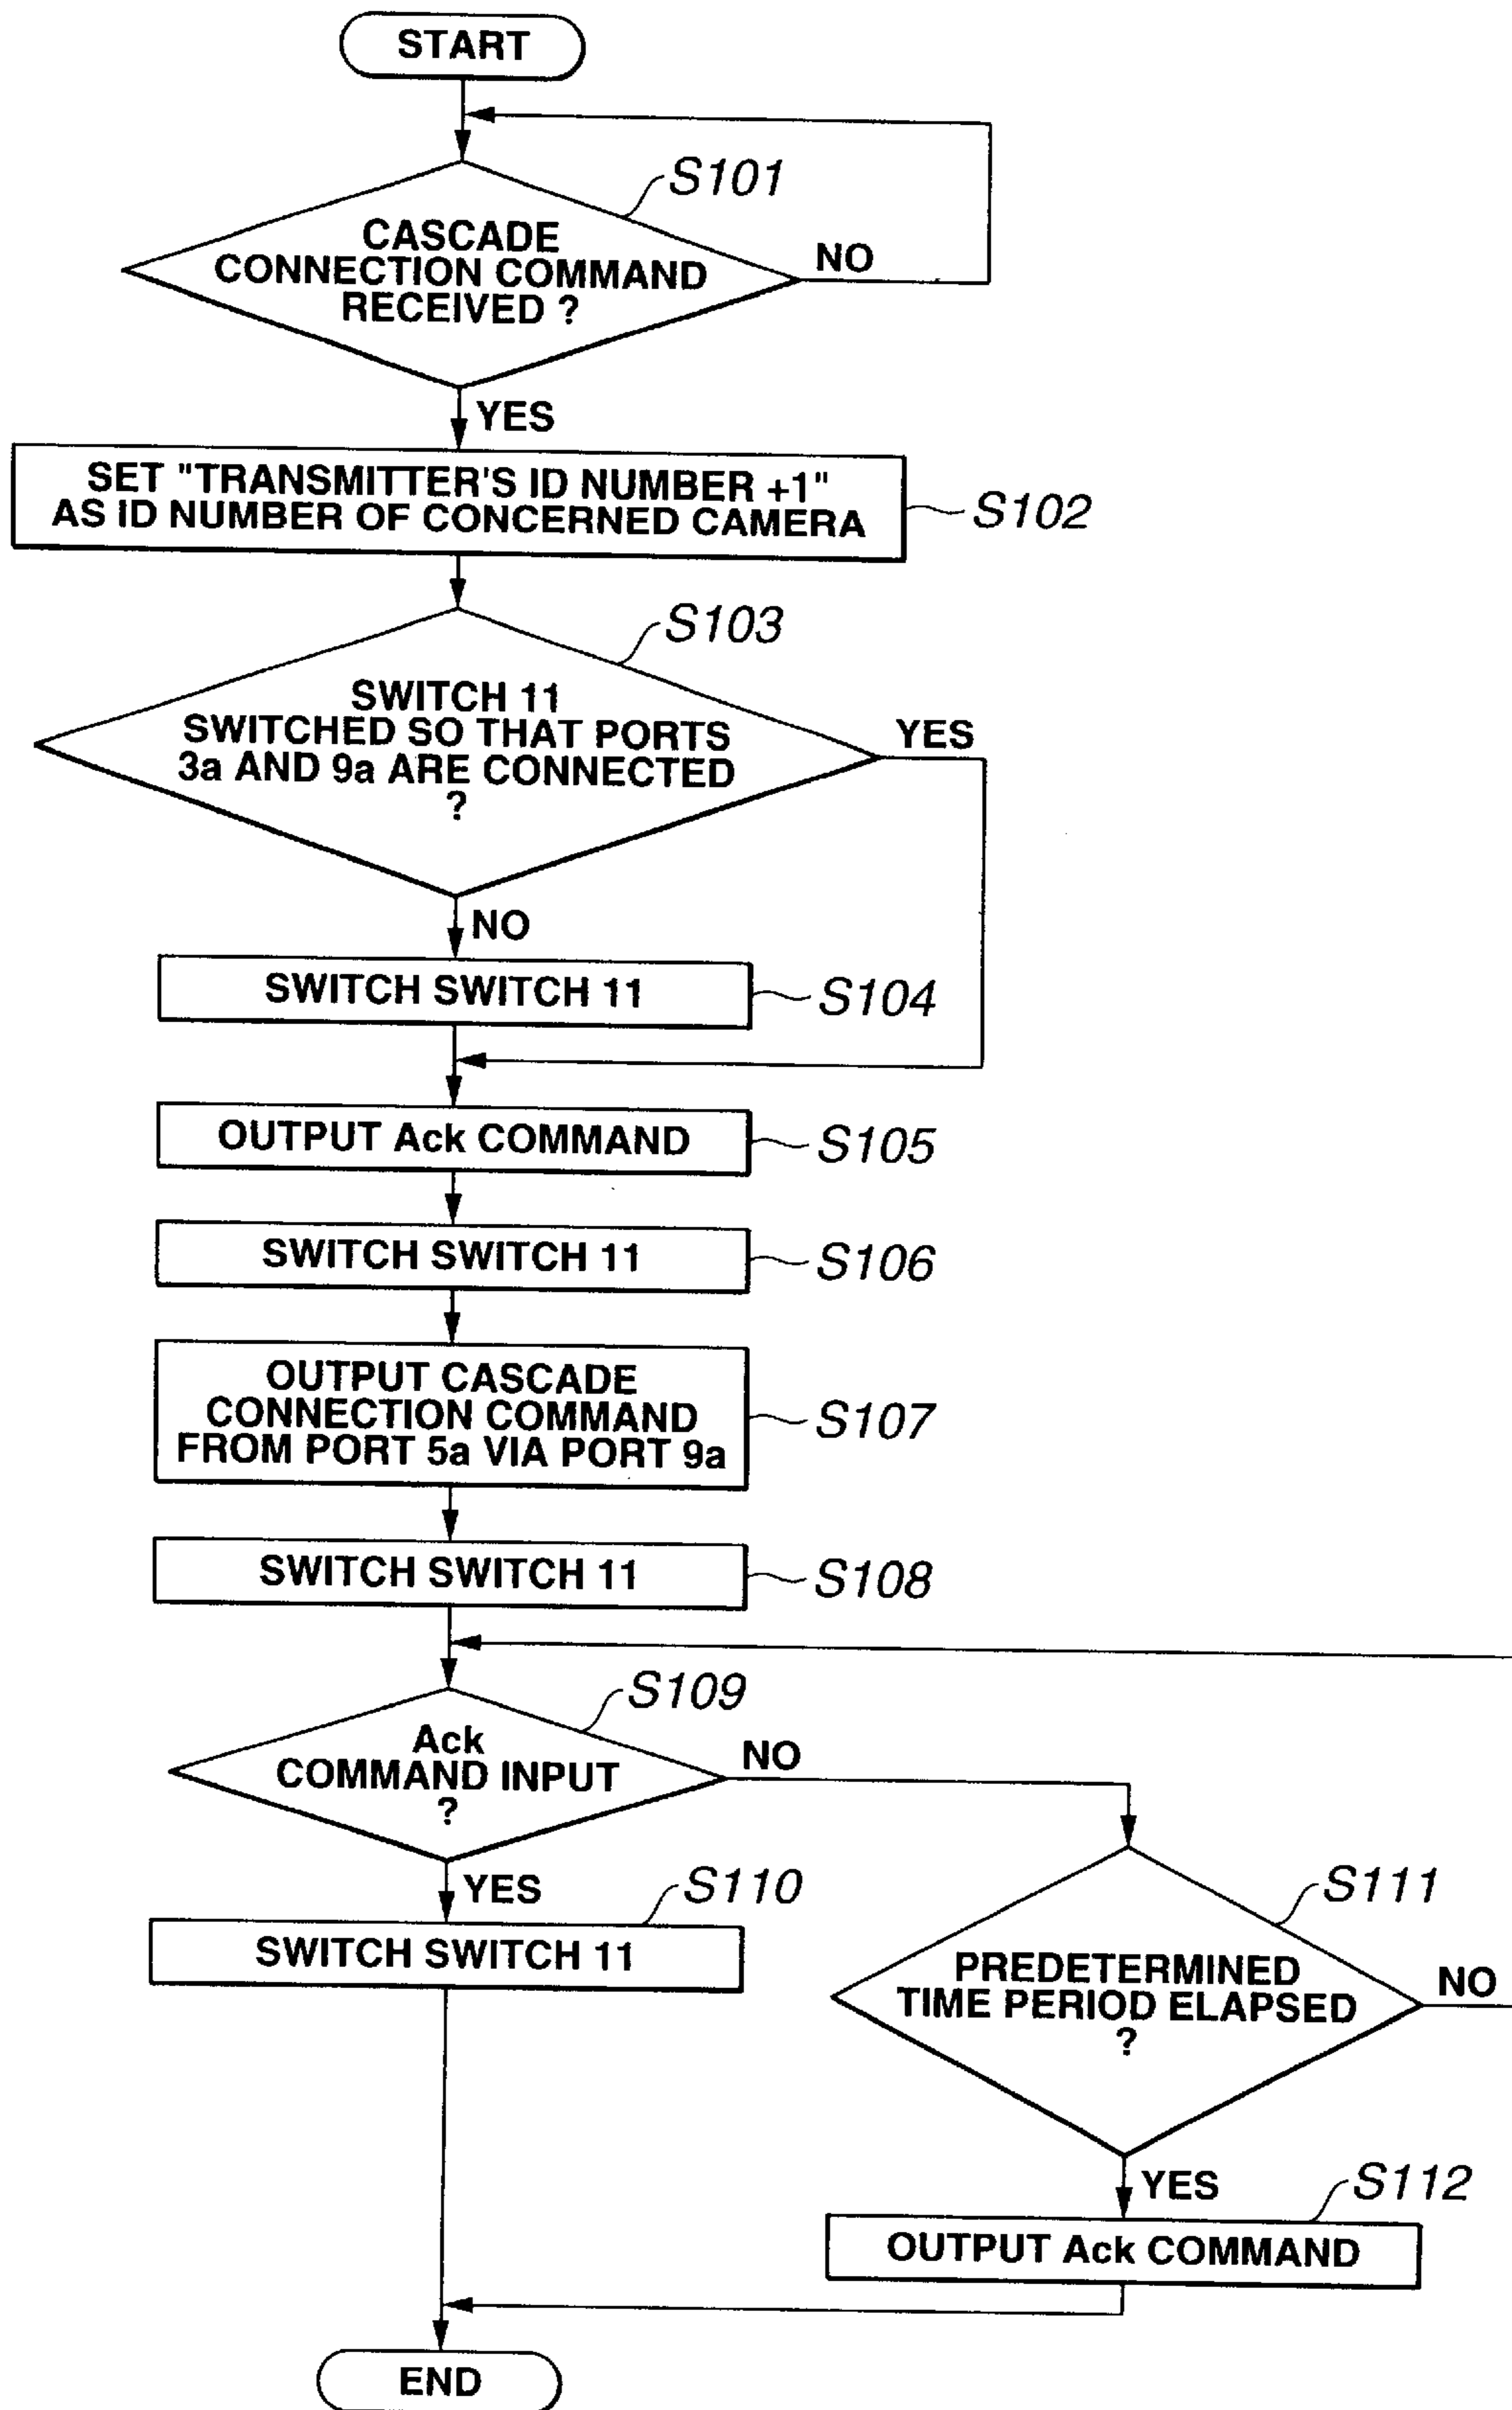 START
S101
CASCADE
CONNECTION COMMAND
RECEIVED ?
NO
YES
SET "TRANSMITTER'S ID NUMBER +1"
AS ID NUMBER OF CONCERNED CAMERA
S102
S103
SWITCH 11
SWITCHED SO THAT PORTS
3a AND 9a ARE CONNECTED
?
YES
NO
SWITCH SWITCH 11
S104
OUTPUT Ack COMMAND
S105
SWITCH SWITCH 11
S106
OUTPUT CASCADE
CONNECTION COMMAND
FROM PORT 5a VIA PORT 9a
S107
SWITCH SWITCH 11
S108
S109
Ack
COMMAND INPUT
?
NO
YES
S110
SWITCH SWITCH 11
S111
PREDETERMINED
TIME PERIOD ELAPSED
?
NO
YES
S112
OUTPUT Ack COMMAND
END